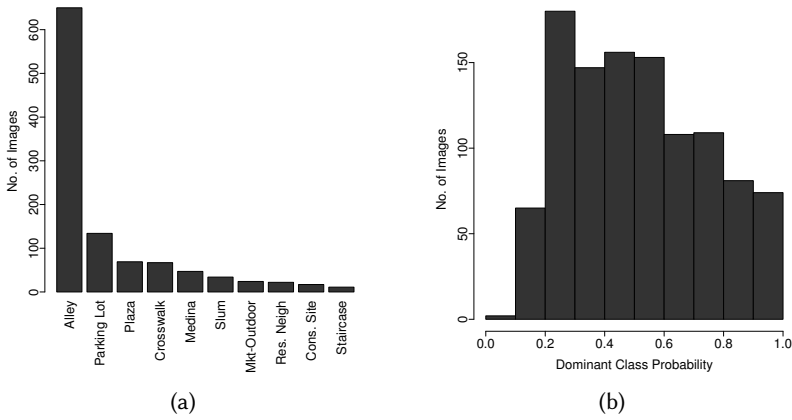 No. of Images
0
100
200
300
400
500
600
Alley
Parking Lot
Plaza
Crosswalk
Medina
Slum
Mkt-Outdoor
Res. Neigh
Cons. Site
Staircase
(a)
No. of Images
0
50
100
150
0.0 0.2 0.4 0.6 0.8 1.0
Dominant Class Probability
(b)